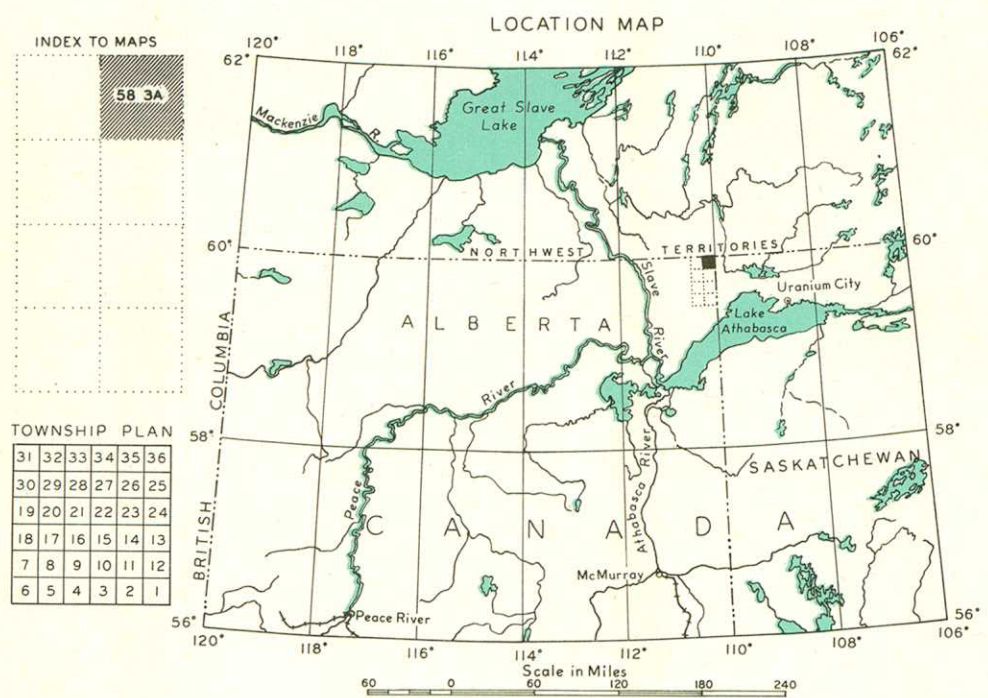 LOCATION MAP
INDEX TO MAPS
58 3A
120° 118° 116° 114° 112° 110° 108° 106°
62° 62°
Great Slave
Lake
Mackenzie R.
60° 60°
NORTHWEST TERRITORIES
Slave River
Uranium City
Lake
Athabasca
ALBERTA
BRITISH COLUMBIA
Peace River
58° 58°
SASKATCHEWAN
Athabasca River
CANADA
McMurray
Peace River
56° 56°
120° 118° 116° 114° 112° 110° 108° 106°
TOWNSHIP PLAN
31 32 33 34 35 36
30 29 28 27 26 25
19 20 21 22 23 24
18 17 16 15 14 13
7 8 9 10 11 12
6 5 4 3 2 1
Scale in Miles
60 0 60 120 180 240